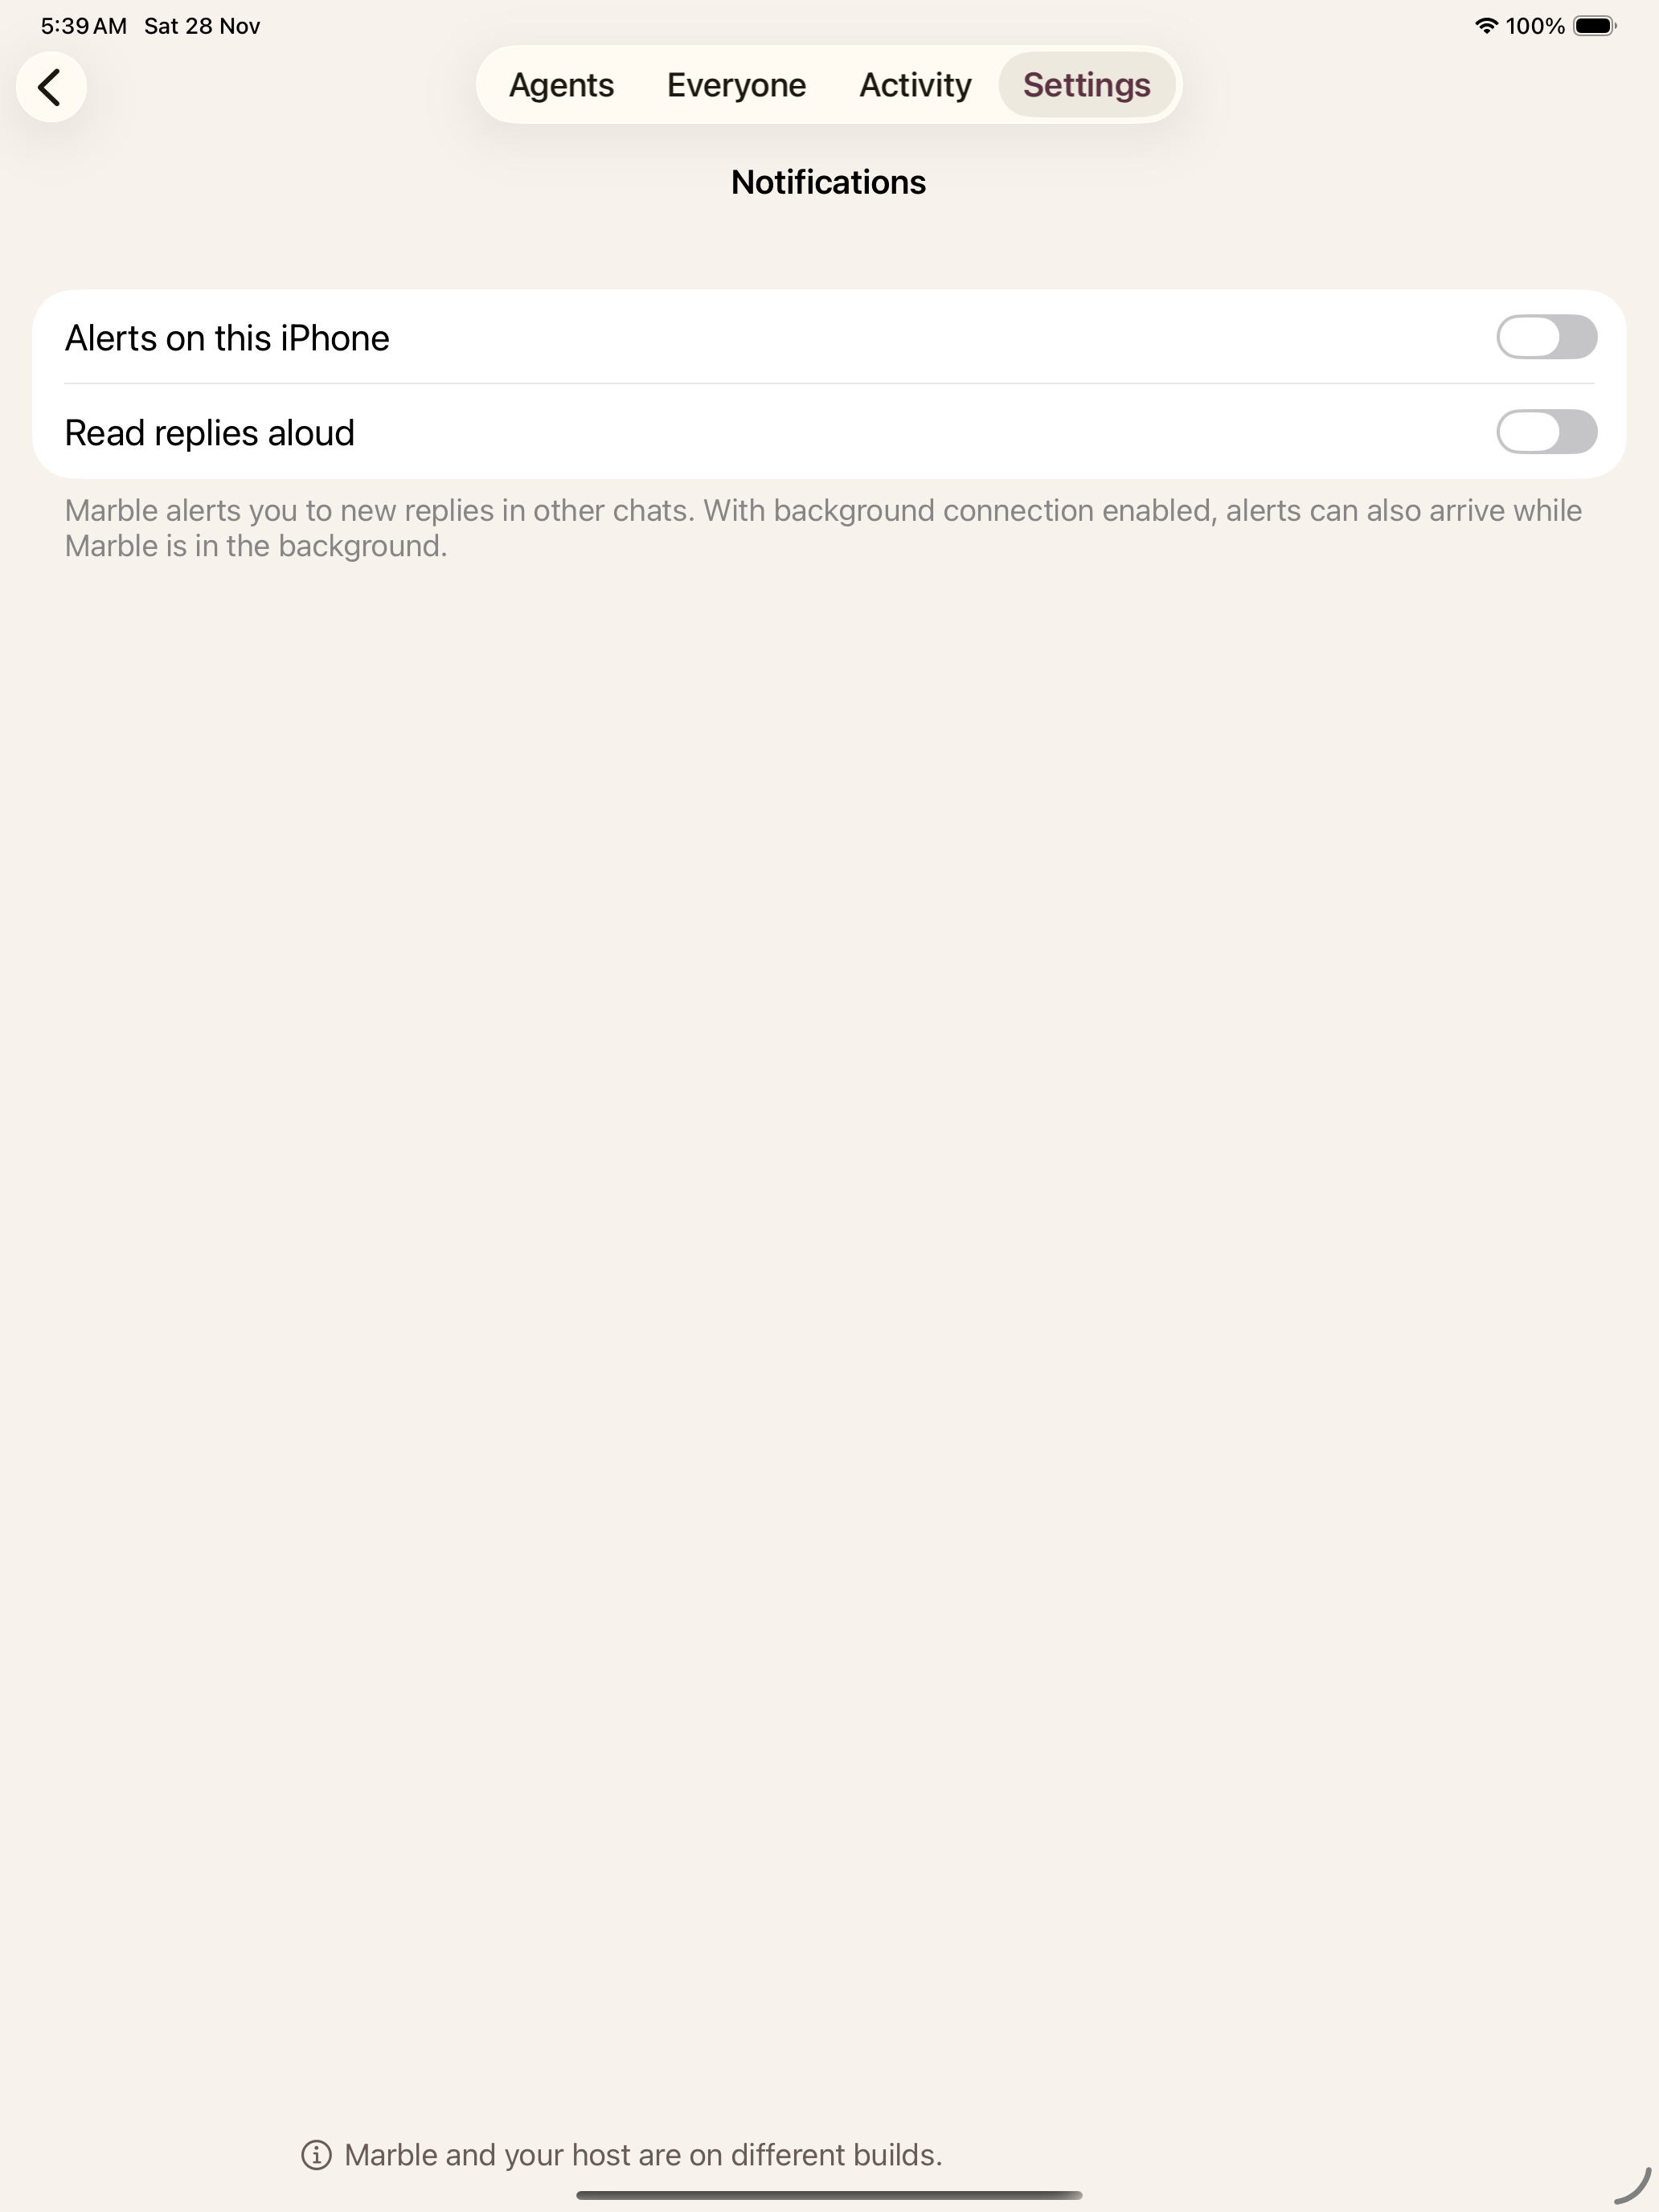 5:39 AM Sat 28 Nov
100%
Agents Everyone Activity Settings
Notifications
Alerts on this iPhone
Read replies aloud
Marble alerts you to new replies in other chats. With background connection enabled, alerts can also arrive while
Marble is in the background.
Marble and your host are on different builds.